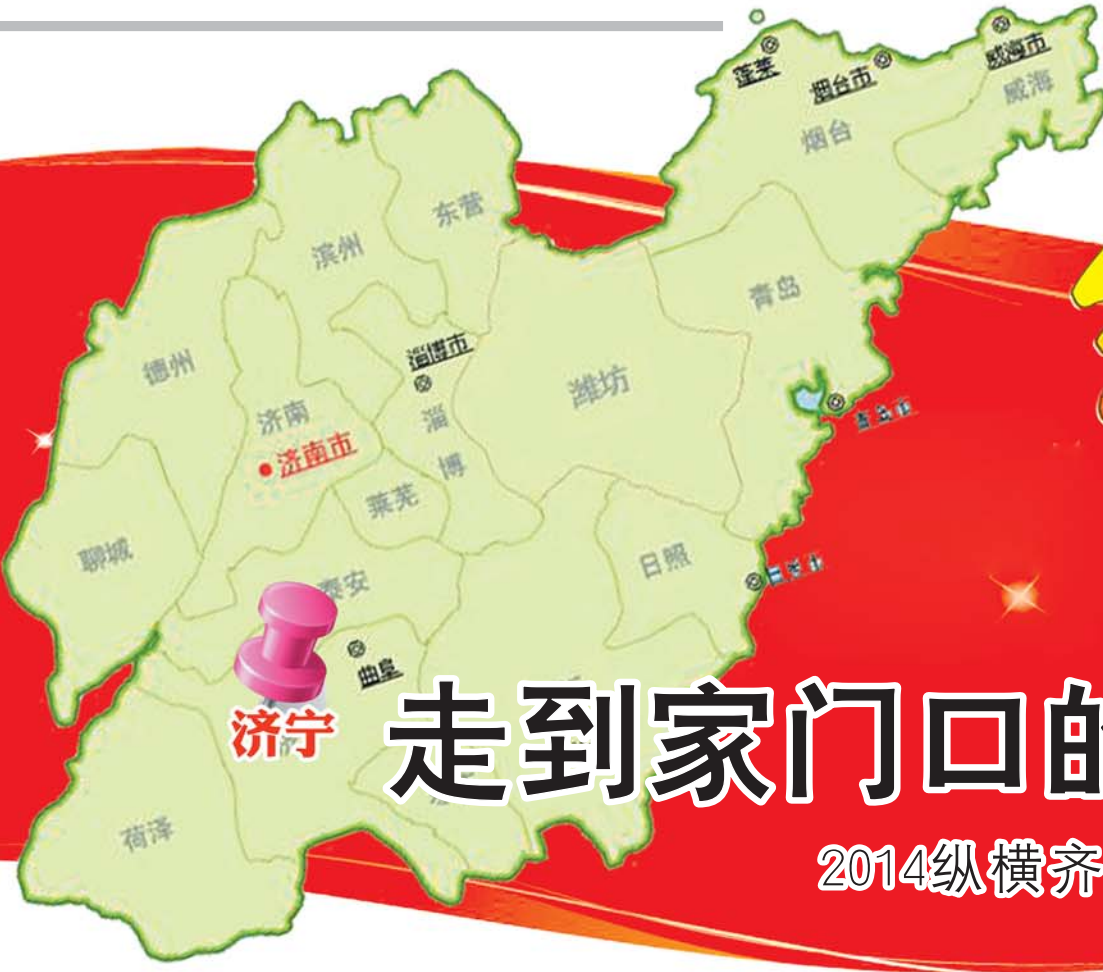 蓬莱
烟台市
威海市
威海
烟台
东营
滨州
青岛
淄博市
德州
潍坊
济南
淄
博
济南市
青岛市
莱芜
聊城
日照
泰安
曲阜
济宁
走到家门口的
荷泽
2014纵横齐